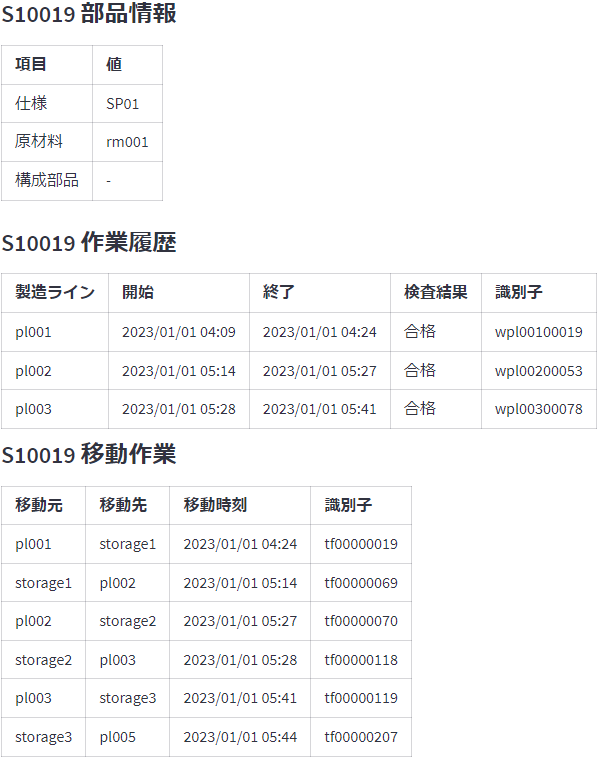 S10019 部品情報
項目 値
仕様 SP01
原材料 rm001
構成部品 -
S10019 作業履歴
製造ライン 開始 終了 検査結果 識別子
pl001 2023/01/01 04:09 2023/01/01 04:24 合格 wpl00100019
pl002 2023/01/01 05:14 2023/01/01 05:27 合格 wpl00200053
pl003 2023/01/01 05:28 2023/01/01 05:41 合格 wpl00300078
S10019 移動作業
移動元 移動先 移動時刻 識別子
pl001 storage1 2023/01/01 04:24 tf00000019
storage1 pl002 2023/01/01 05:14 tf00000069
pl002 storage2 2023/01/01 05:27 tf00000070
storage2 pl003 2023/01/01 05:28 tf00000118
pl003 storage3 2023/01/01 05:41 tf00000119
storage3 pl005 2023/01/01 05:44 tf00000207